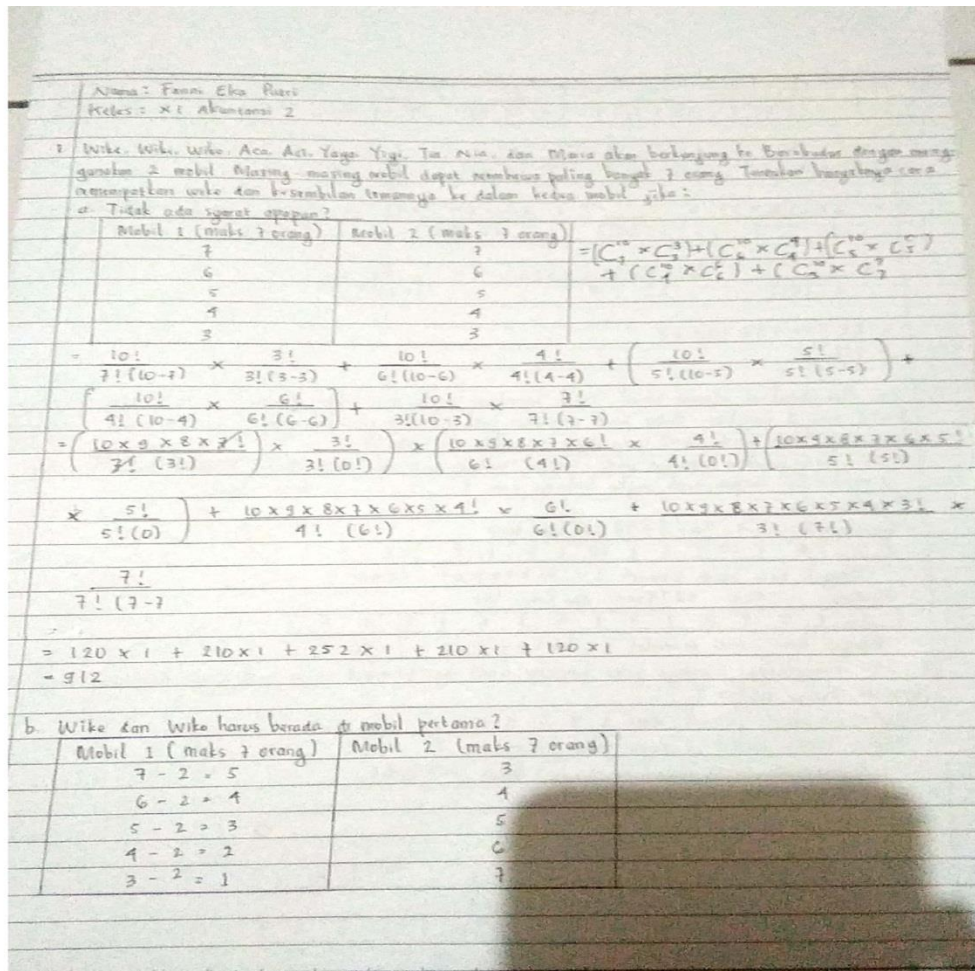 Nama : Fanni Eka Putri
Kelas : XI Akuntansi 2
1 Wike, Wiki, Wiko, Aca, Aci, Yaya, Yiyi, Tia, Nia, dan Maria akan berkunjung ke Borobudur dengan meng
gunakan 2 mobil Masing-masing mobil dapat membawa paling banyak 7 orang Tentukan banyaknya cara
menempatkan wiko dan kesembilan temannya ke dalam kedua mobil jika :
a. Tidak ada syarat apapun?
Mobil 1 (maks 7 orang) Mobil 2 (maks 7 orang)
7 7 = (C₇¹⁰ × C₃³) + (C₆¹⁰ × C₄⁴) + (C₅¹⁰ × C₅⁵)
6 6 + (C₄¹⁰ × C₆⁶) + (C₃¹⁰ × C₇⁷
5 5
4 4
3 3
= 10!/7!(10-7) × 3!/3!(3-3) + 10!/6!(10-6) × 4!/4!(4-4) + (10!/5!(10-5) × 5!/5!(5-5)) +
(10!/4!(10-4) × 6!/6!(6-6)) + 10!/3!(10-3) × 7!/7!(7-7)
= (10×9×8×7!/7!(3!)) × 3!/3!(0!)) × (10×9×8×7×6!/6!(4!) × 4!/4!(0!)) + (10×9×8×7×6×5!/5!(5!)
× 5!/5!(0)) + 10×9×8×7×6×5×4!/4!(6!) × 6!/6!(0!) + 10×9×8×7×6×5×4×3!/3!(7!) ×
7!/7!(7-7
= 120 × 1 + 210 × 1 + 252 × 1 + 210 × 1 + 120 × 1
= 912
b. Wike dan Wiko harus berada di mobil pertama?
Mobil 1 (maks 7 orang) Mobil 2 (maks 7 orang)
7 - 2 = 5 3
6 - 2 = 4 4
5 - 2 = 3 5
4 - 2 = 2 6
3 - 2 = 1 7